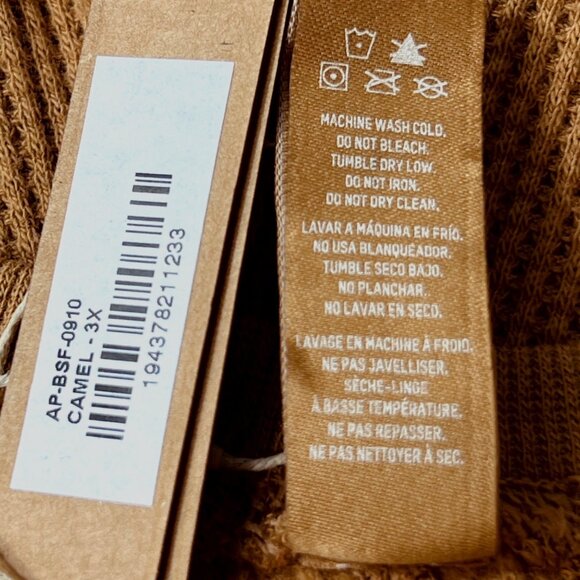 AP-BSF-0910
CAMEL - 3X
194378211233
MACHINE WASH COLD.
DO NOT BLEACH.
TUMBLE DRY LOW.
DO NOT IRON.
DO NOT DRY CLEAN.
LAVAR A MÁQUINA EN FRÍO.
NO USA BLANQUEADOR.
TUMBLE SECO BAJO.
NO PLANCHAR.
NO LAVAR EN SECO.
LAVAGE EN MACHINE À FROID.
NE PAS JAVELLISER.
SÈCHE-LINGE
À BASSE TEMPÉRATURE.
NE PAS REPASSER.
NE PAS NETTOYER À SEC.